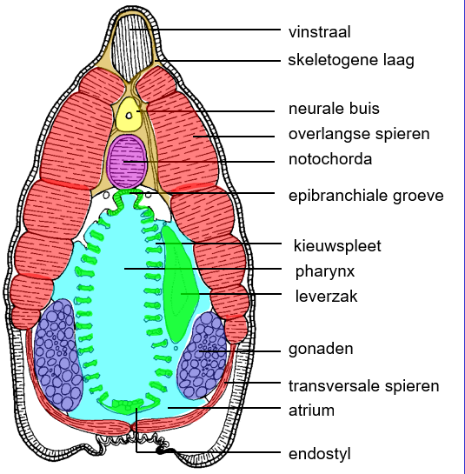 vinstraal
skeletogene laag
neurale buis
overlangse spieren
notochorda
epibranchiale groeve
kieuwspleet
pharynx
leverzak
gonaden
transversale spieren
atrium
endostyl